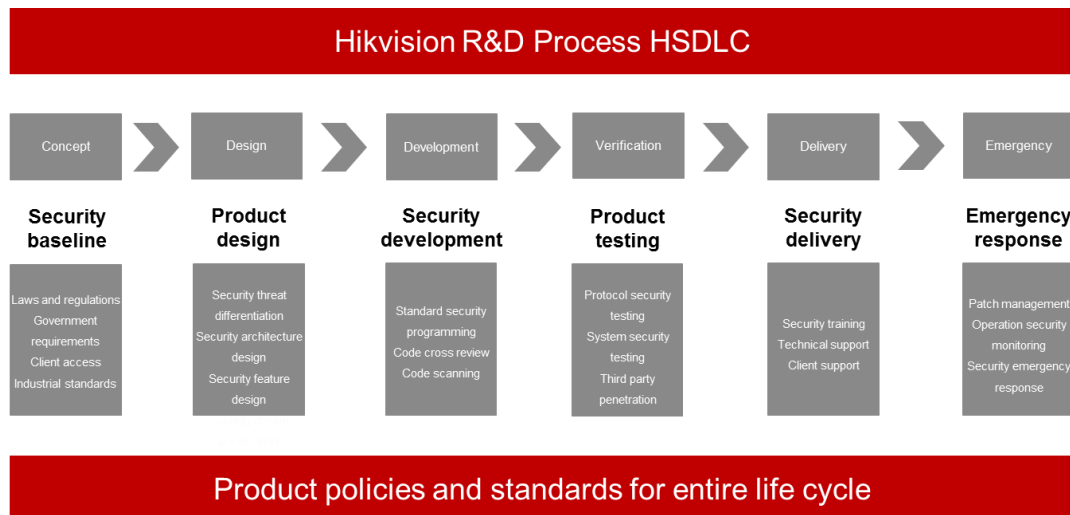 Hikvision R&D Process HSDLC
Concept
Design
Development
Verification
Delivery
Emergency
Security
baseline
Product
design
Security
development
Product
testing
Security
delivery
Emergency
response
Laws and regulations
Government
requirements
Client access
Industrial standards
Security threat
differentiation
Security architecture
design
Security feature
design
Standard security
programming
Code cross review
Code scanning
Protocol security
testing
System security
testing
Third party
penetration
Security training
Technical support
Client support
Patch management
Operation security
monitoring
Security emergency
response
Product policies and standards for entire life cycle